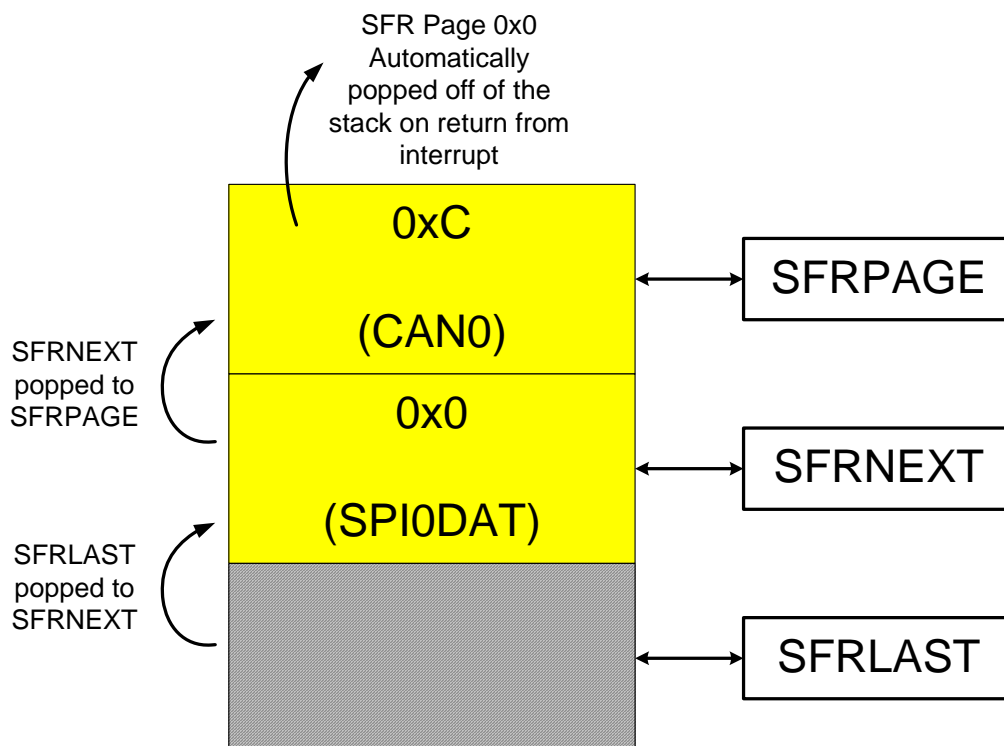 SFR Page 0x0
Automatically
popped off of the
stack on return from
interrupt
0xC
(CAN0)
SFRPAGE
SFRNEXT
popped to
SFRPAGE
0x0
(SPI0DAT)
SFRNEXT
SFRLAST
popped to
SFRNEXT
SFRLAST